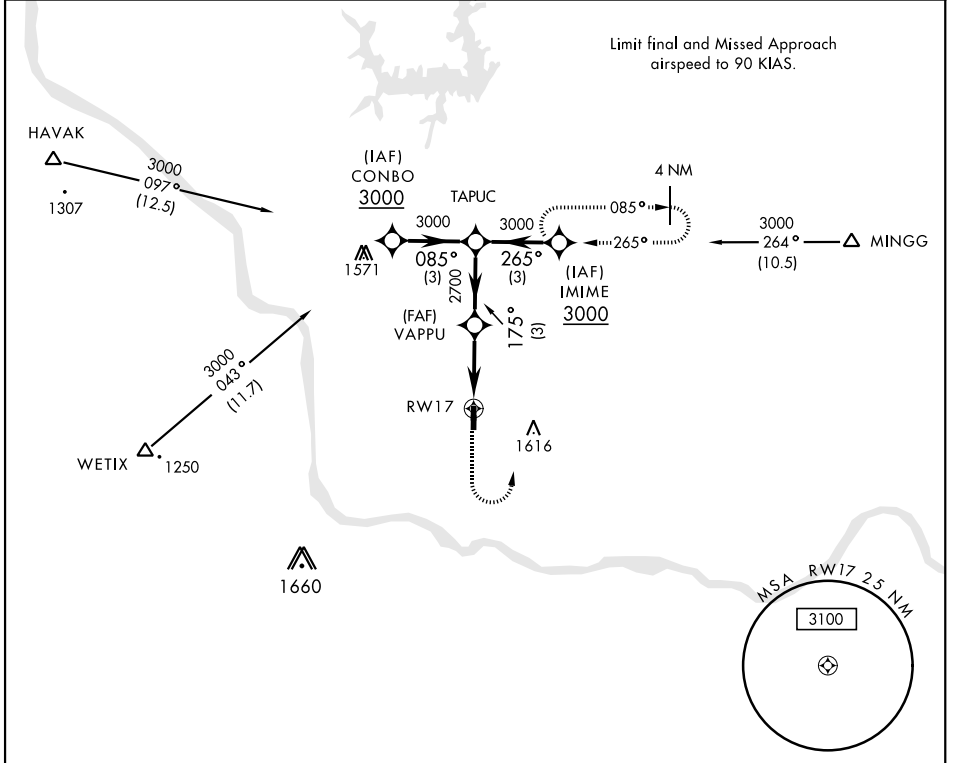 Limit final and Missed Approach
airspeed to 90 KIAS.
HAVAK
3000
097°
(12.5)
1307
(IAF)
CONBO
3000
TAPUC
4 NM
085°
265°
3000
264°
(10.5)
MINGG
3000
3000
1571
085°
(3)
265°
(3)
(IAF)
IMIME
3000
2700
(FAF)
VAPPU
175°
(3)
3000
043°
(11.7)
RW17
1616
WETIX
1250
1660
MSA RW17 25 NM
3100